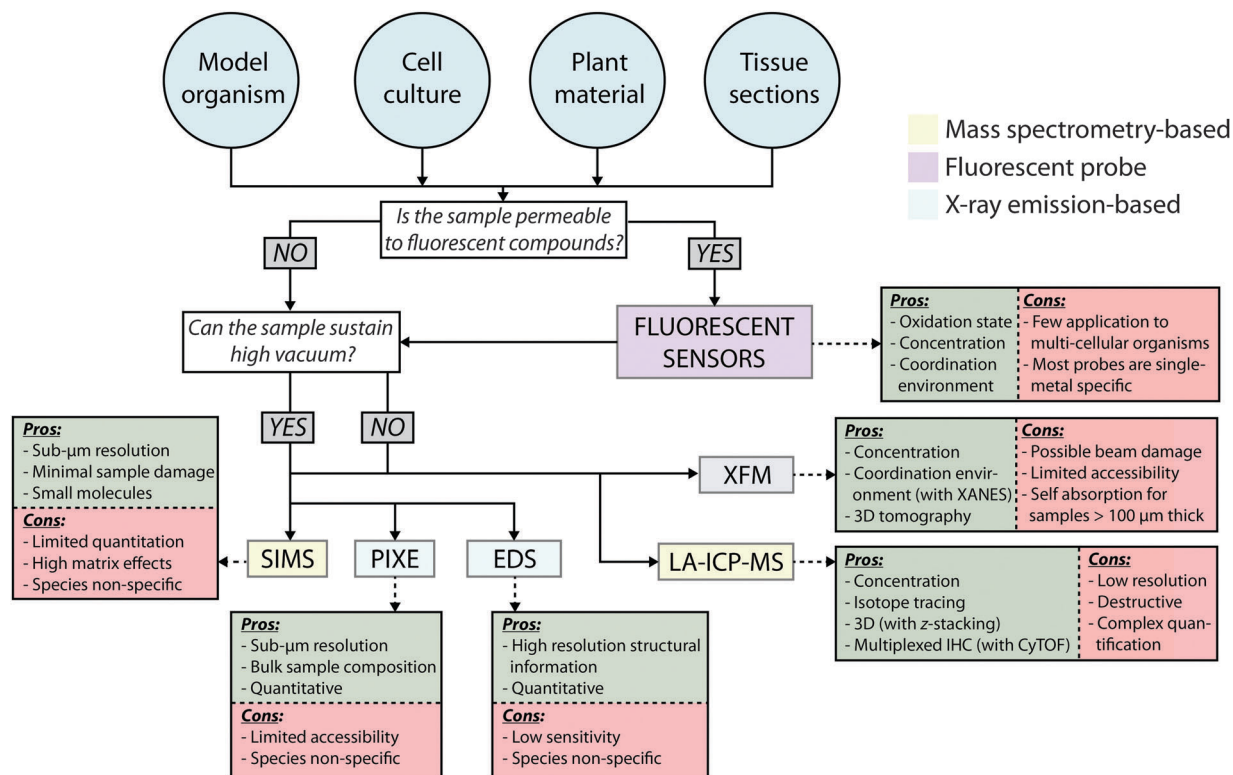 Model
organism
Cell
culture
Plant
material
Tissue
sections
Mass spectrometry-based
Fluorescent probe
X-ray emission-based
Is the sample permeable
to fluorescent compounds?
NO
YES
Can the sample sustain
high vacuum?
FLUORESCENT
SENSORS
Pros:
- Oxidation state
- Concentration
- Coordination
environment
Cons:
- Few application to
multi-cellular organisms
- Most probes are single-
metal specific
YES
NO
Pros:
- Sub-μm resolution
- Minimal sample damage
- Small molecules
Cons:
- Limited quantitation
- High matrix effects
- Species non-specific
XFM
Pros:
- Concentration
- Coordination envir-
onment (with XANES)
- 3D tomography
Cons:
- Possible beam damage
- Limited accessibility
- Self absorption for
samples > 100 μm thick
SIMS
PIXE
EDS
LA-ICP-MS
Pros:
- Concentration
- Isotope tracing
- 3D (with z-stacking)
- Multiplexed IHC (with CyTOF)
Cons:
- Low resolution
- Destructive
- Complex quan-
tification
Pros:
- Sub-μm resolution
- Bulk sample composition
- Quantitative
Cons:
- Limited accessibility
- Species non-specific
Pros:
- High resolution structural
information
- Quantitative
Cons:
- Low sensitivity
- Species non-specific